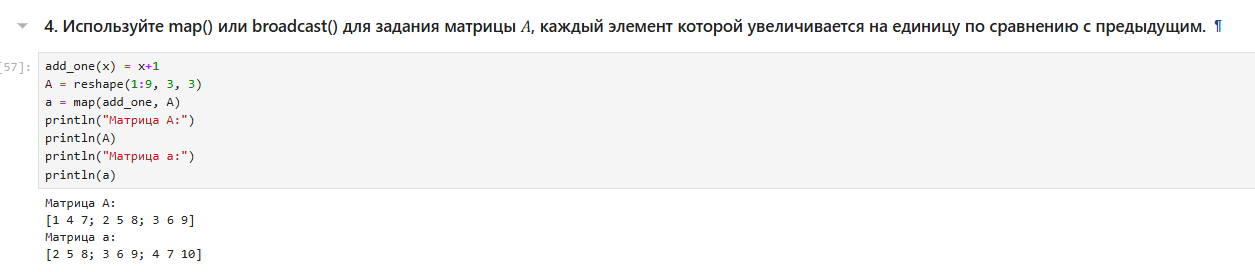 4. Используйте map() или broadcast() для задания матрицы A, каждый элемент которой увеличивается на единицу по сравнению с предыдущим. ¶
[57]:
add_one(x) = x+1
A = reshape(1:9, 3, 3)
a = map(add_one, A)
println("Матрица A:")
println(A)
println("Матрица a:")
println(a)
Матрица A:
[1 4 7; 2 5 8; 3 6 9]
Матрица a:
[2 5 8; 3 6 9; 4 7 10]